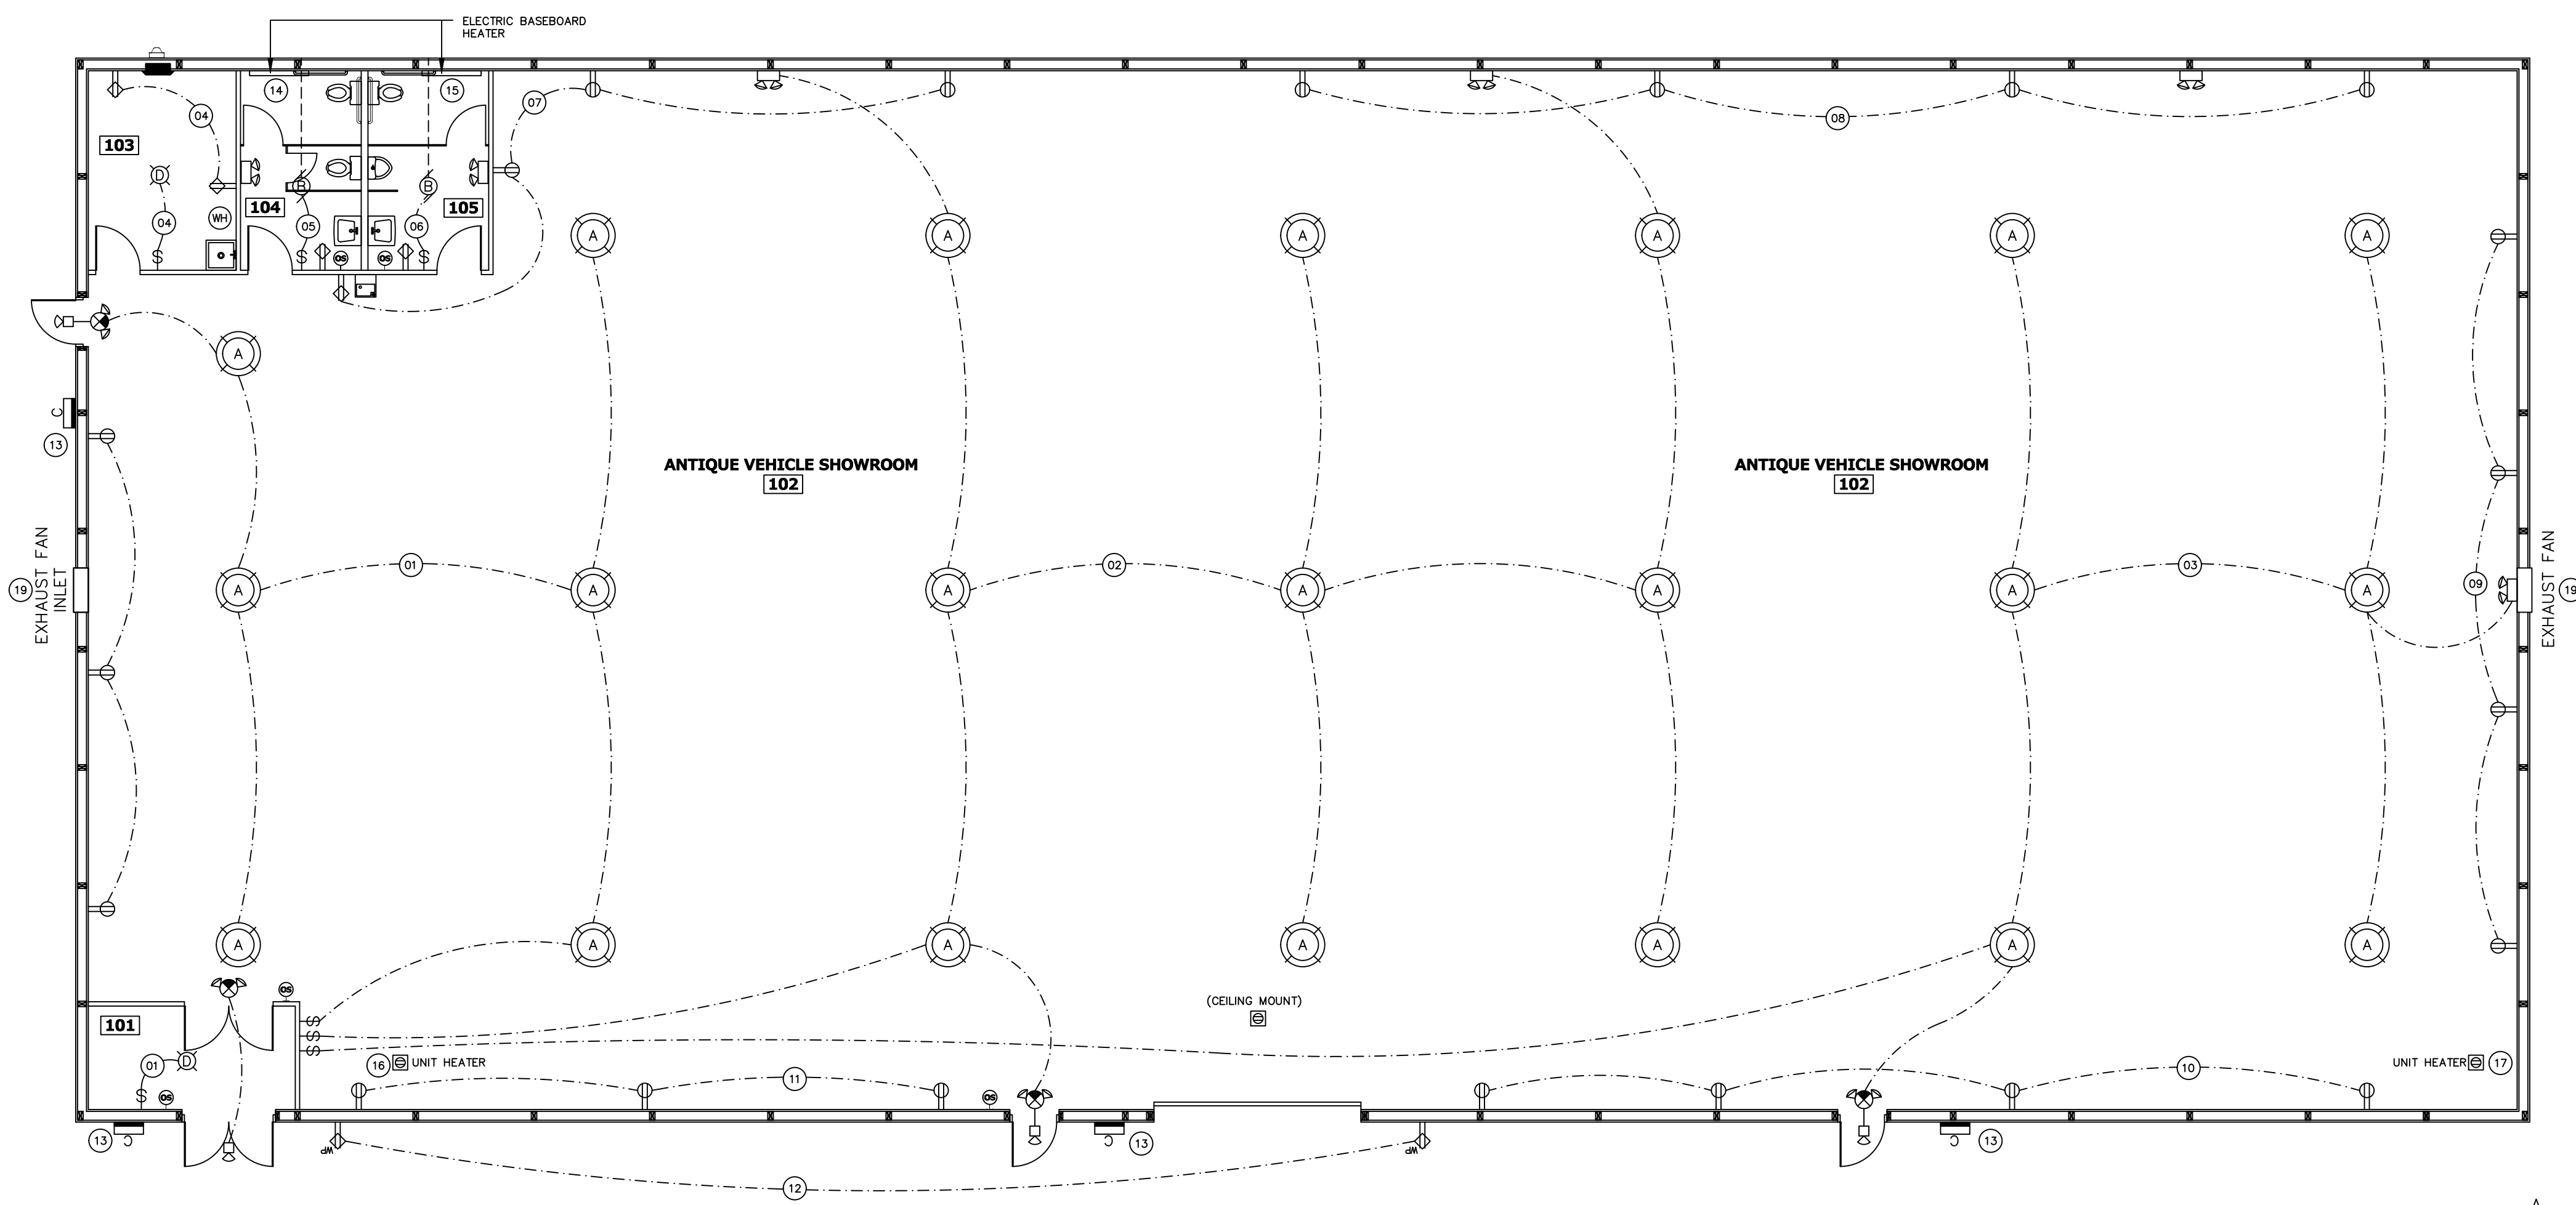 ELECTRIC BASEBOARD
HEATER
14
15
07
04
08
103
D
B
B
104
105
04
WH
05
06
S
S
OS
OS
S
A
A
A
A
A
A
A
C
13
ANTIQUE VEHICLE SHOWROOM
102
ANTIQUE VEHICLE SHOWROOM
102
EXHAUST FAN
INLET
19
01
02
03
09
EXHAUST FAN
19
A
A
A
A
A
A
A
A
A
A
A
A
A
A
OS
(CEILING MOUNT)
101
S
S
S
01
D
16
UNIT HEATER
UNIT HEATER
17
S
OS
11
OS
10
13
C
WP
C
13
WP
C
13
12